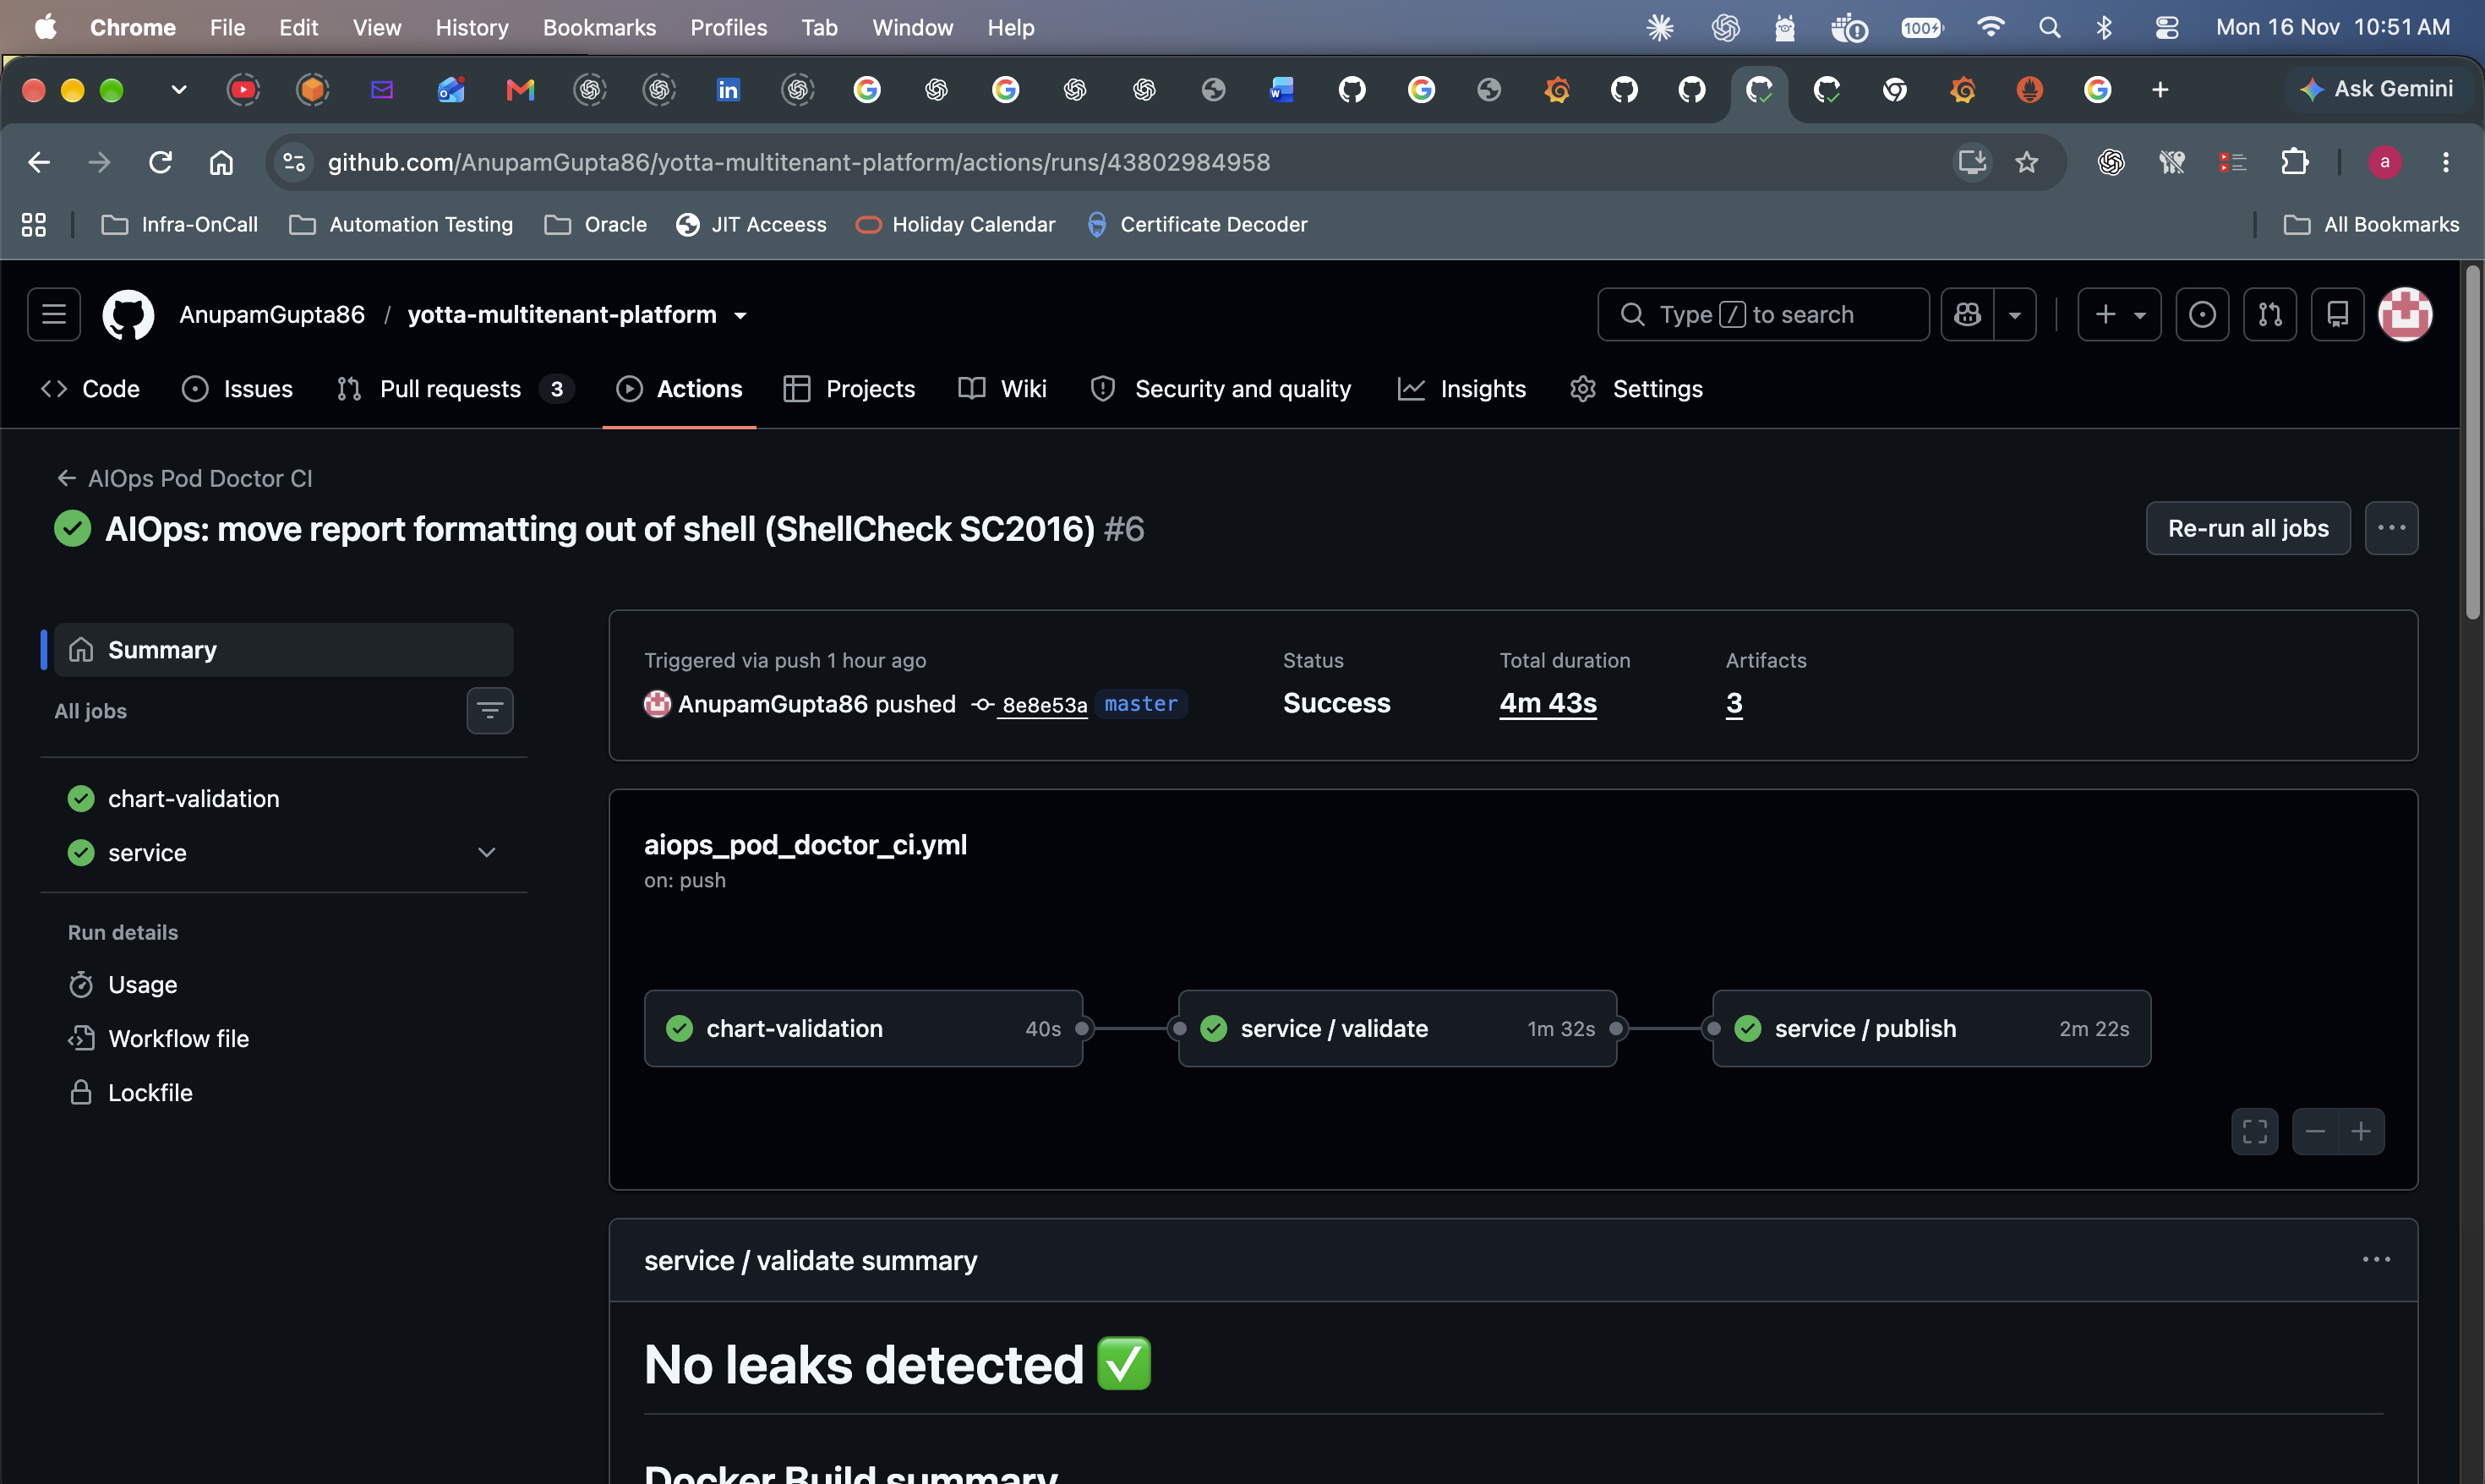 Chrome File Edit View History Bookmarks Profiles Tab Window Help 100 Mon 16 Nov 10:51 AM
Ask Gemini
github.com/AnupamGupta86/yotta-multitenant-platform/actions/runs/43802984958 a
Infra-OnCall Automation Testing Oracle JIT Acceess Holiday Calendar Certificate Decoder All Bookmarks
AnupamGupta86 / yotta-multitenant-platform Type / to search
Code Issues Pull requests 3 Actions Projects Wiki Security and quality Insights Settings
AIOps Pod Doctor CI
AIOps: move report formatting out of shell (ShellCheck SC2016) #6 Re-run all jobs
Summary
All jobs
chart-validation
service
Run details
Usage
Workflow file
Lockfile
Triggered via push 1 hour ago Status Total duration Artifacts
AnupamGupta86 pushed 8e8e53a master Success 4m 43s 3
aiops_pod_doctor_ci.yml
on: push
chart-validation 40s service / validate 1m 32s service / publish 2m 22s
service / validate summary
No leaks detected ✅
Docker Build summary